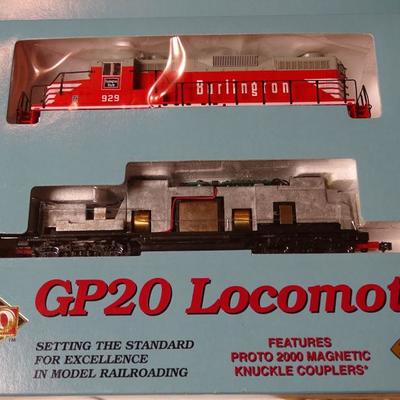 Burlington
929
GP20 Locomot
SETTING THE STANDARD
FOR EXCELLENCE
IN MODEL RAILROADING
FEATURES
PROTO 2000 MAGNETIC
KNUCKLE COUPLERS*